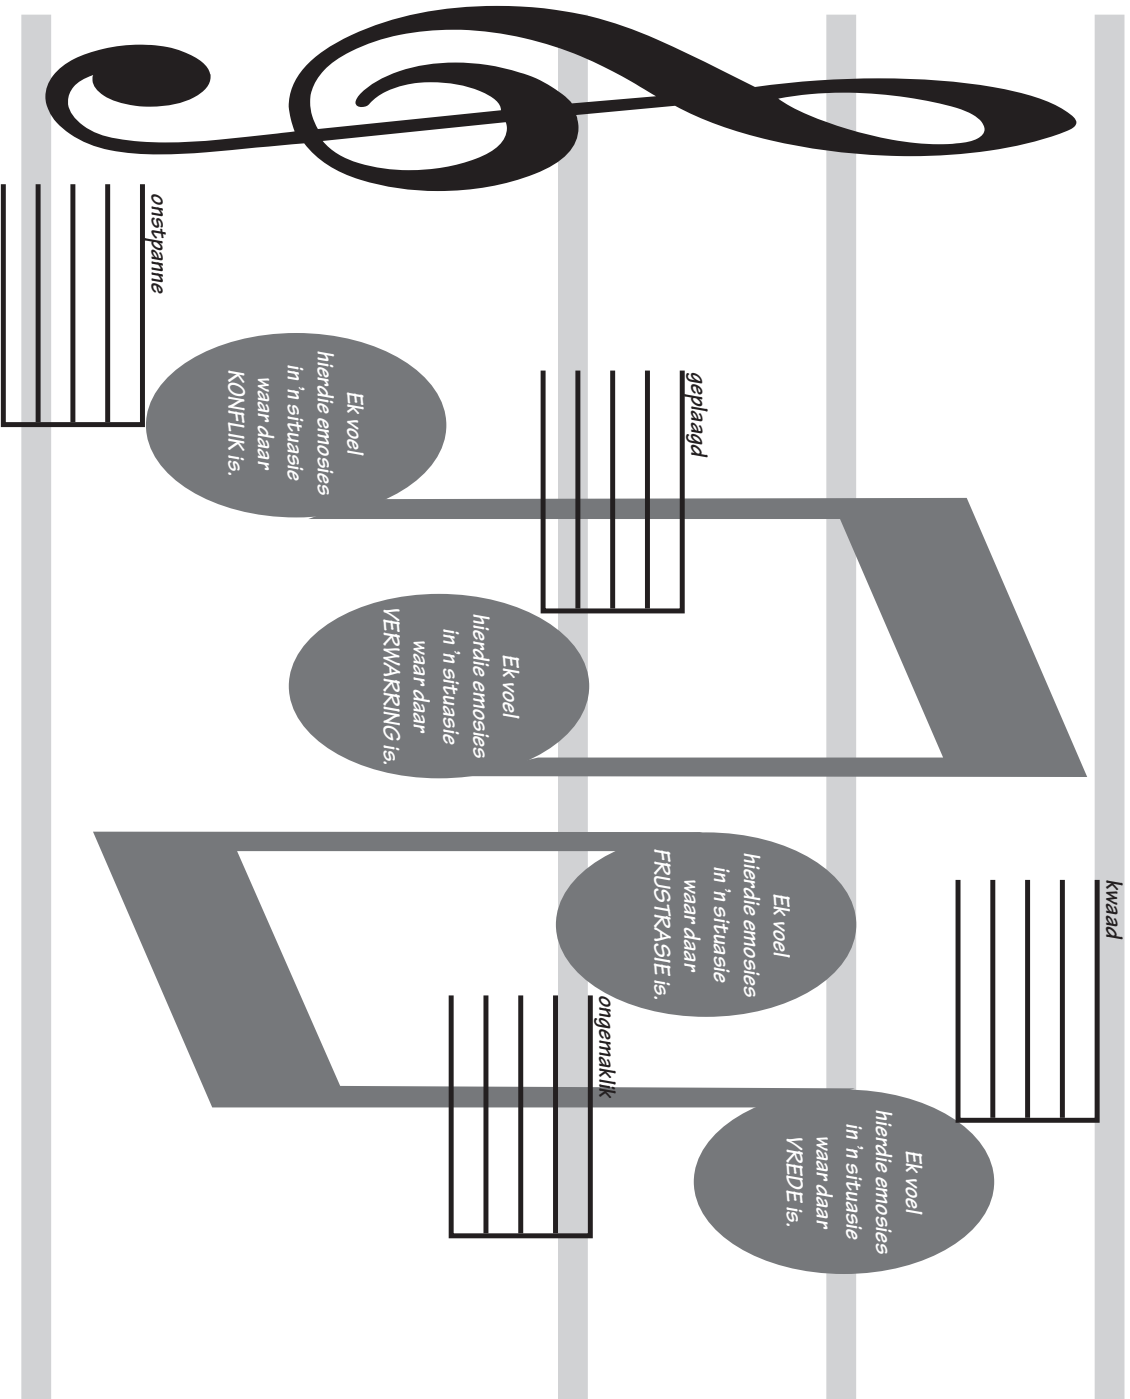 onstpanne
Ek voel
hierdie emosies
in 'n situasie
waar daar
KONFLIK is.
geplaagd
Ek voel
hierdie emosies
in 'n situasie
waar daar
VERWARRING is.
kwaad
Ek voel
hierdie emosies
in 'n situasie
waar daar
FRUSTRASIE is.
ongemaklik
Ek voel
hierdie emosies
in 'n situasie
waar daar
VREDE is.